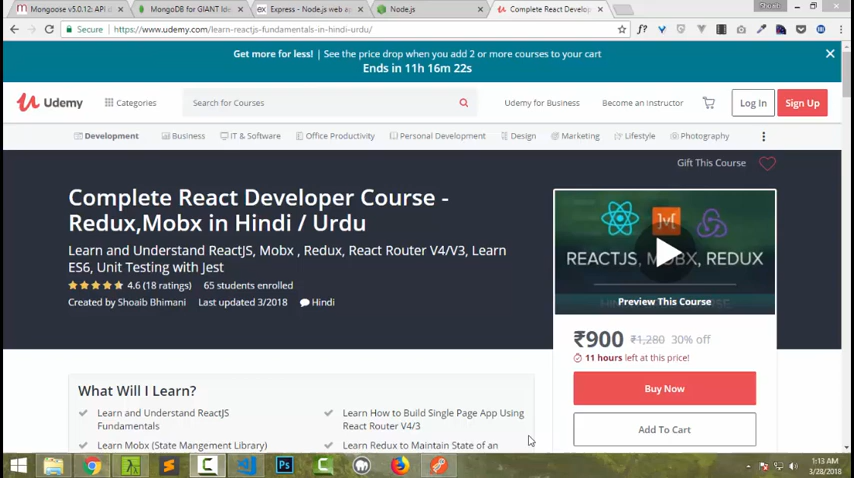 Mongoose v5.0.12: API d
MongoDB for GIANT Ide
Express - Node.js web ap
Node.js
Complete React Develop
Shoaib
Secure
https://www.udemy.com/learn-reactjs-fundamentals-in-hindi-urdu/
Get more for less! | See the price drop when you add 2 or more courses to your cart
Ends in 11h 16m 22s
Udemy
Categories
Search for Courses
Udemy for Business
Become an Instructor
Log In
Sign Up
Development
Business
IT & Software
Office Productivity
Personal Development
Design
Marketing
Lifestyle
Photography
Gift This Course
Complete React Developer Course -
Redux,Mobx in Hindi / Urdu
Learn and Understand ReactJS, Mobx , Redux, React Router V4/V3, Learn
ES6, Unit Testing with Jest
4.6 (18 ratings) 65 students enrolled
Created by Shoaib Bhimani Last updated 3/2018 Hindi
REACTJS, MOBX, REDUX
Preview This Course
₹900 ₹1,280 30% off
11 hours left at this price!
Buy Now
Add To Cart
What Will I Learn?
Learn and Understand ReactJS
Fundamentals
Learn Mobx (State Mangement Library)
Learn How to Build Single Page App Using
React Router V4/V3
Learn Redux to Maintain State of an
1:13 AM
3/28/2018